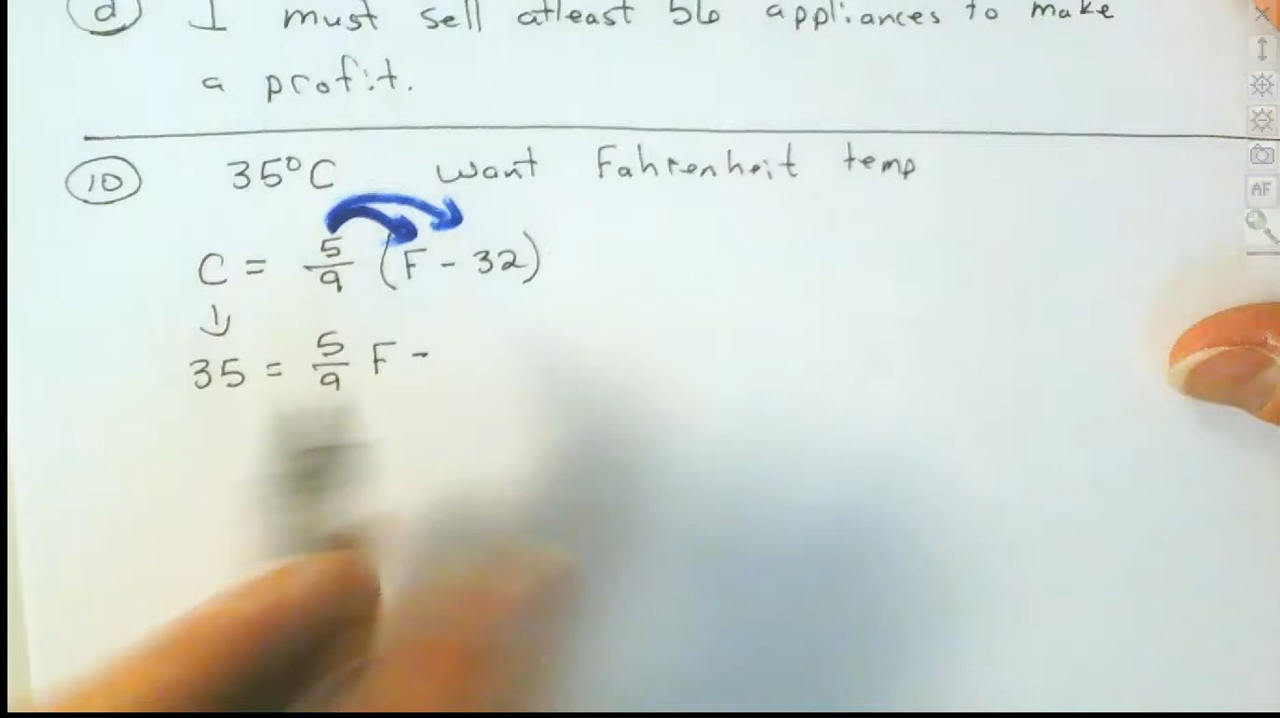 d I must sell atleast 56 appliances to make
a profit.
10 35°C want Fahrenheit temp
C = 5/9 (F - 32)
35 = 5/9 F -
AF